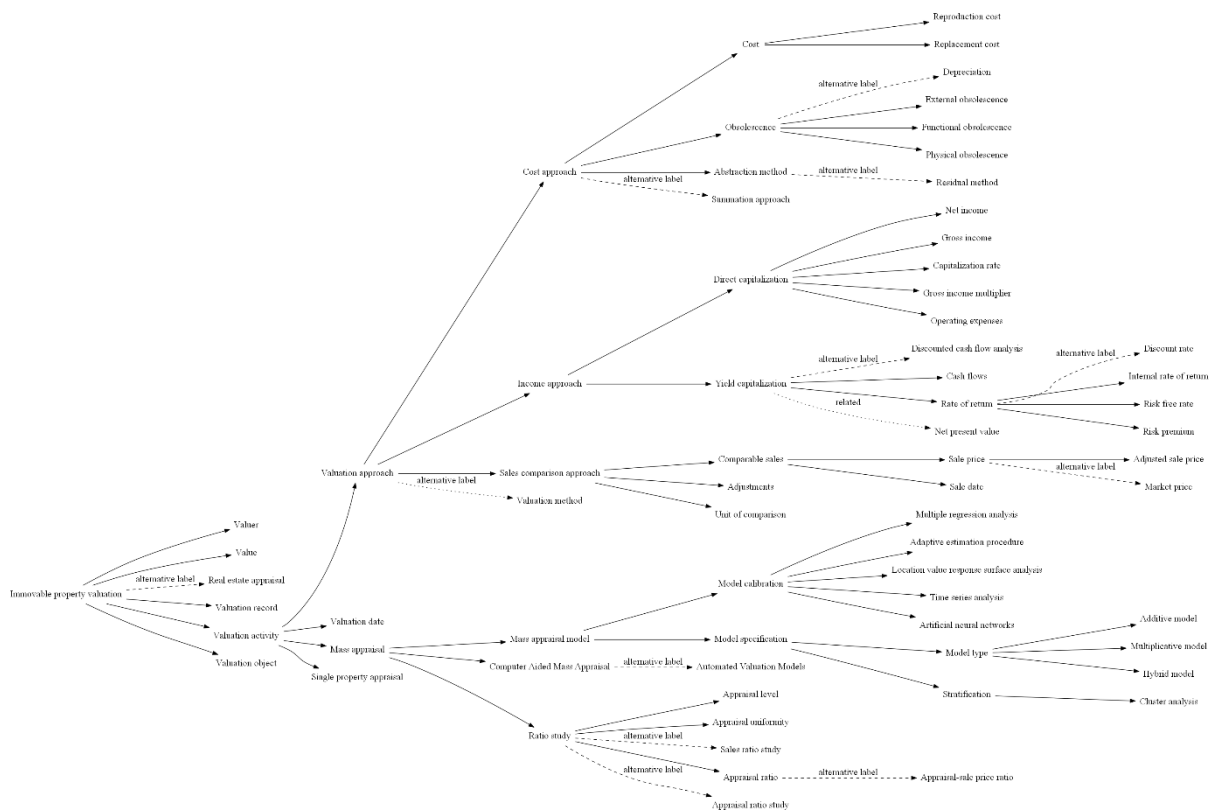 Reproduction cost
Cost
Replacement cost
Depreciation
alternative label
External obsolescence
Obsolescence
Functional obsolescence
Physical obsolescence
Cost approach
Abstraction method
alternative label
alternative label
Residual method
Summation approach
Net income
Gross income
Capitalization rate
Direct capitalization
Gross income multiplier
Operating expenses
Discounted cash flow analysis
Discount rate
alternative label
alternative label
Cash flows
Internal rate of return
Income approach
Yield capitalization
related
Rate of return
Risk free rate
Net present value
Risk premium
Comparable sales
Sale price
Adjusted sale price
Valuation approach
Sales comparison approach
alternative label
alternative label
Adjustments
Sale date
Market price
Valuation method
Unit of comparison
Multiple regression analysis
Valuer
Adaptive estimation procedure
Value
Location value response surface analysis
alternative label
Real estate appraisal
Model calibration
Immovable property valuation
Time series analysis
Valuation record
Artificial neural networks
Valuation date
Additive model
Valuation activity
Mass appraisal model
Model specification
Mass appraisal
Model type
Multiplicative model
Valuation object
Computer Aided Mass Appraisal
alternative label
Automated Valuation Models
Hybrid model
Single property appraisal
Stratification
Cluster analysis
Appraisal level
Appraisal uniformity
Ratio study
alternative label
Sales ratio study
alternative label
Appraisal ratio
alternative label
Appraisal-sale price ratio
Appraisal ratio study